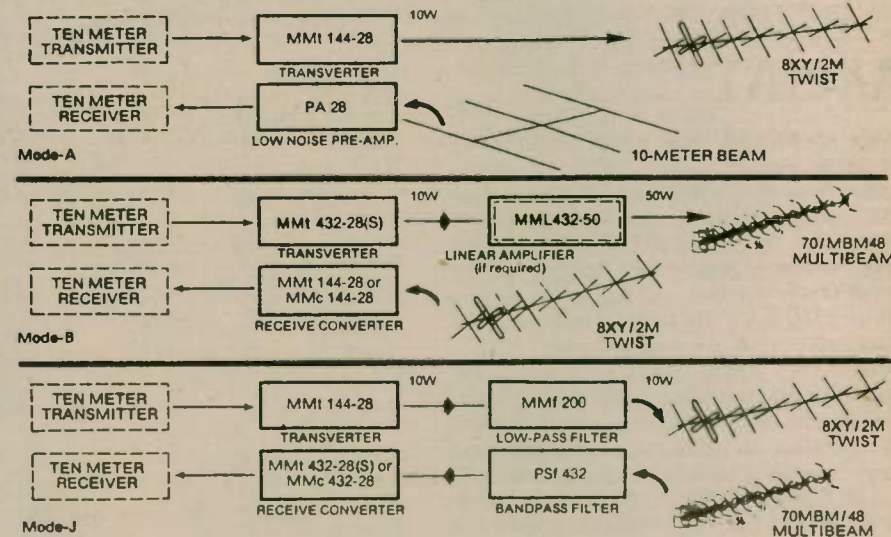 TEN METER
TRANSMITTER
MMt 144-28
TRANSVERTER
10W
8XY/2M
TWIST
TEN METER
RECEIVER
PA 28
LOW NOISE PRE-AMP.
10-METER BEAM
Mode-A
TEN METER
TRANSMITTER
MMt 432-28(S)
TRANSVERTER
10W
MML432-50
LINEAR AMPLIFIER
(if required)
50W
70/MBM48
MULTIBEAM
TEN METER
RECEIVER
MMt 144-28 or
MMc 144-28
RECEIVE CONVERTER
8XY/2M
TWIST
Mode-B
TEN METER
TRANSMITTER
MMt 144-28
TRANSVERTER
10W
MMf 200
LOW-PASS FILTER
10W
8XY/2M
TWIST
TEN METER
RECEIVER
MMt 432-28(S) or
MMc 432-28
RECEIVE CONVERTER
PSf 432
BANDPASS FILTER
70MBM/48
MULTIBEAM
Mode-J